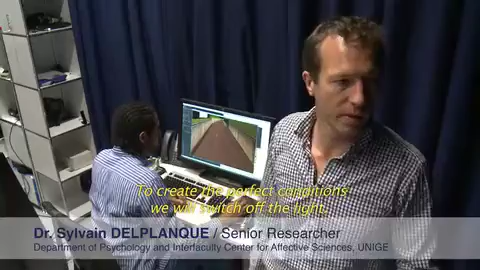 To create the perfect conditions
we will switch off the light.
Dr. Sylvain DELPLANQUE / Senior Researcher
Department of Psychology and Interfaculty Center for Affective Sciences, UNIGE